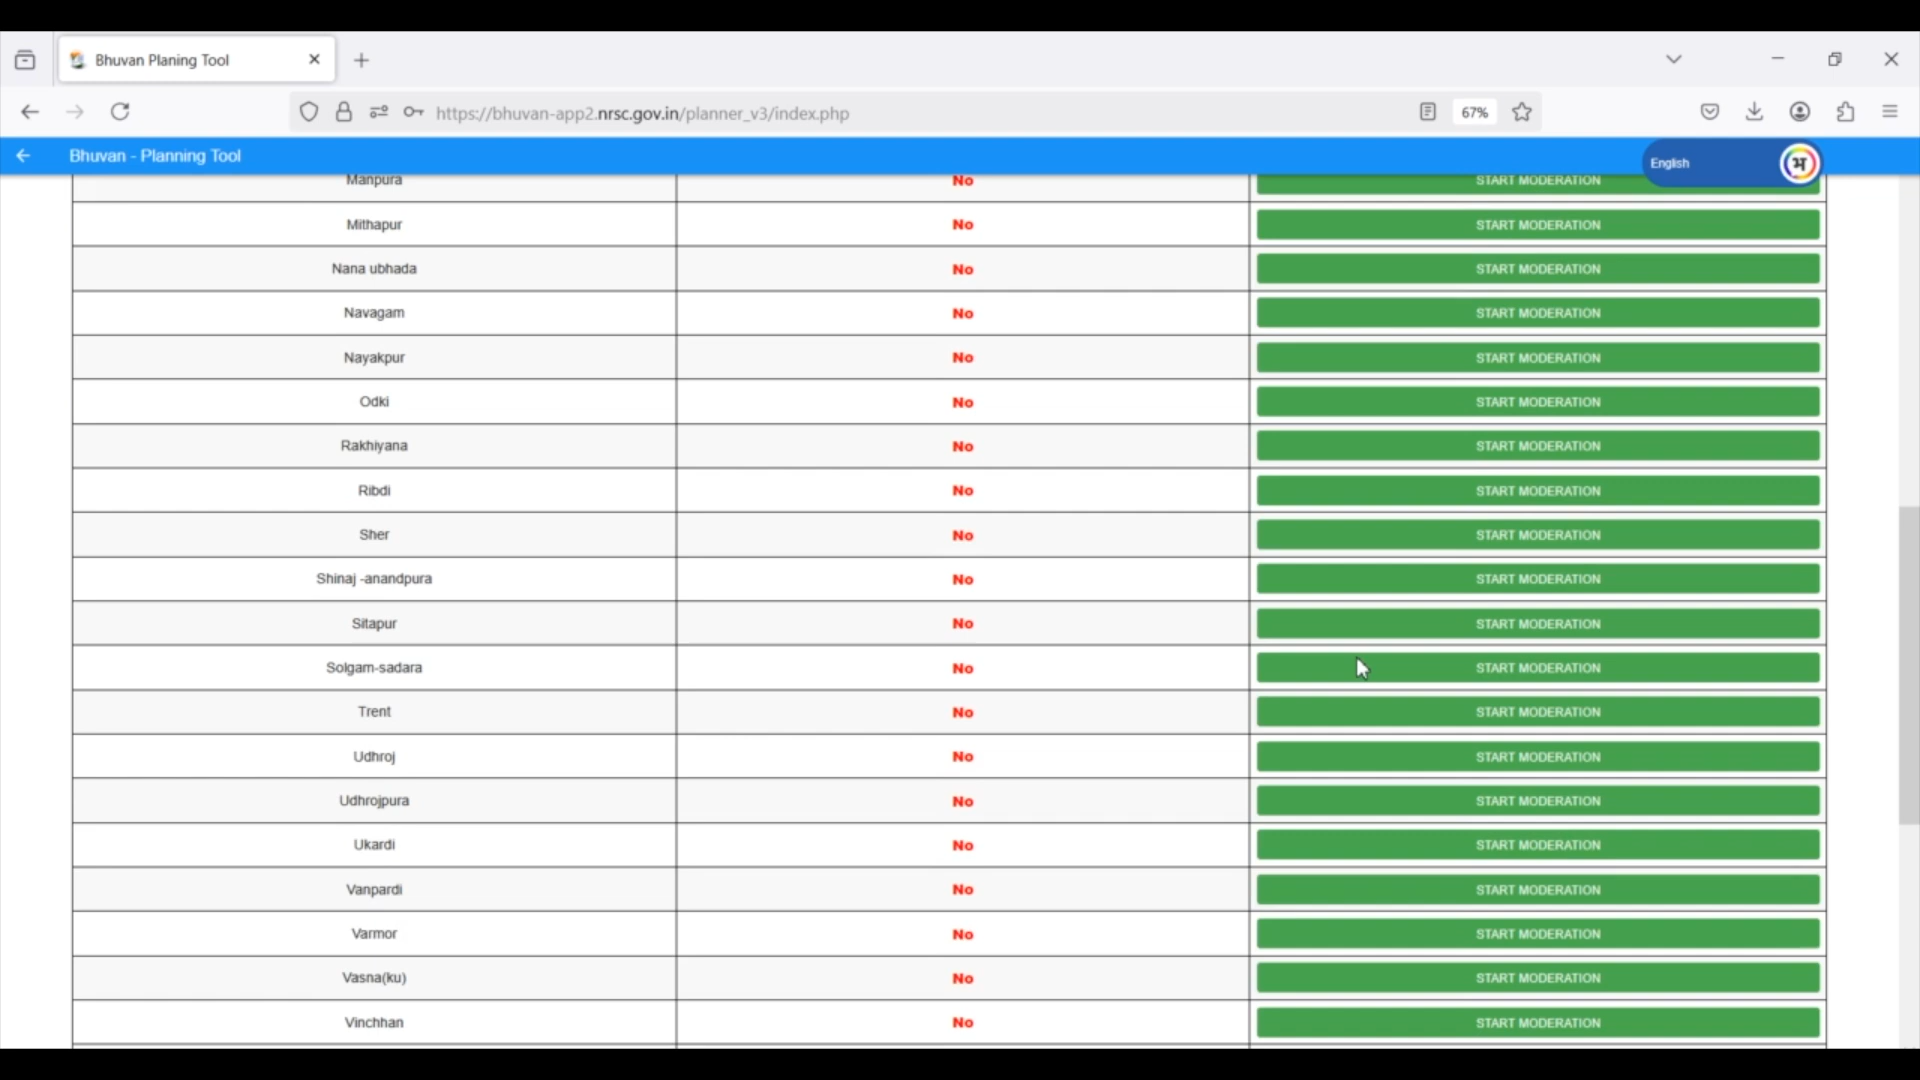 Bhuvan Planing Tool
https://bhuvan-app2.nrsc.gov.in/planner_v3/index.php 67%
Bhuvan - Planning Tool English भ
Manpura No START MODERATION
Mithapur No START MODERATION
Nana ubhada No START MODERATION
Navagam No START MODERATION
Nayakpur No START MODERATION
Odki No START MODERATION
Rakhiyana No START MODERATION
Ribdi No START MODERATION
Sher No START MODERATION
Shinaj -anandpura No START MODERATION
Sitapur No START MODERATION
Solgam-sadara No START MODERATION
Trent No START MODERATION
Udhroj No START MODERATION
Udhrojpura No START MODERATION
Ukardi No START MODERATION
Vanpardi No START MODERATION
Varmor No START MODERATION
Vasna(ku) No START MODERATION
Vinchhan No START MODERATION